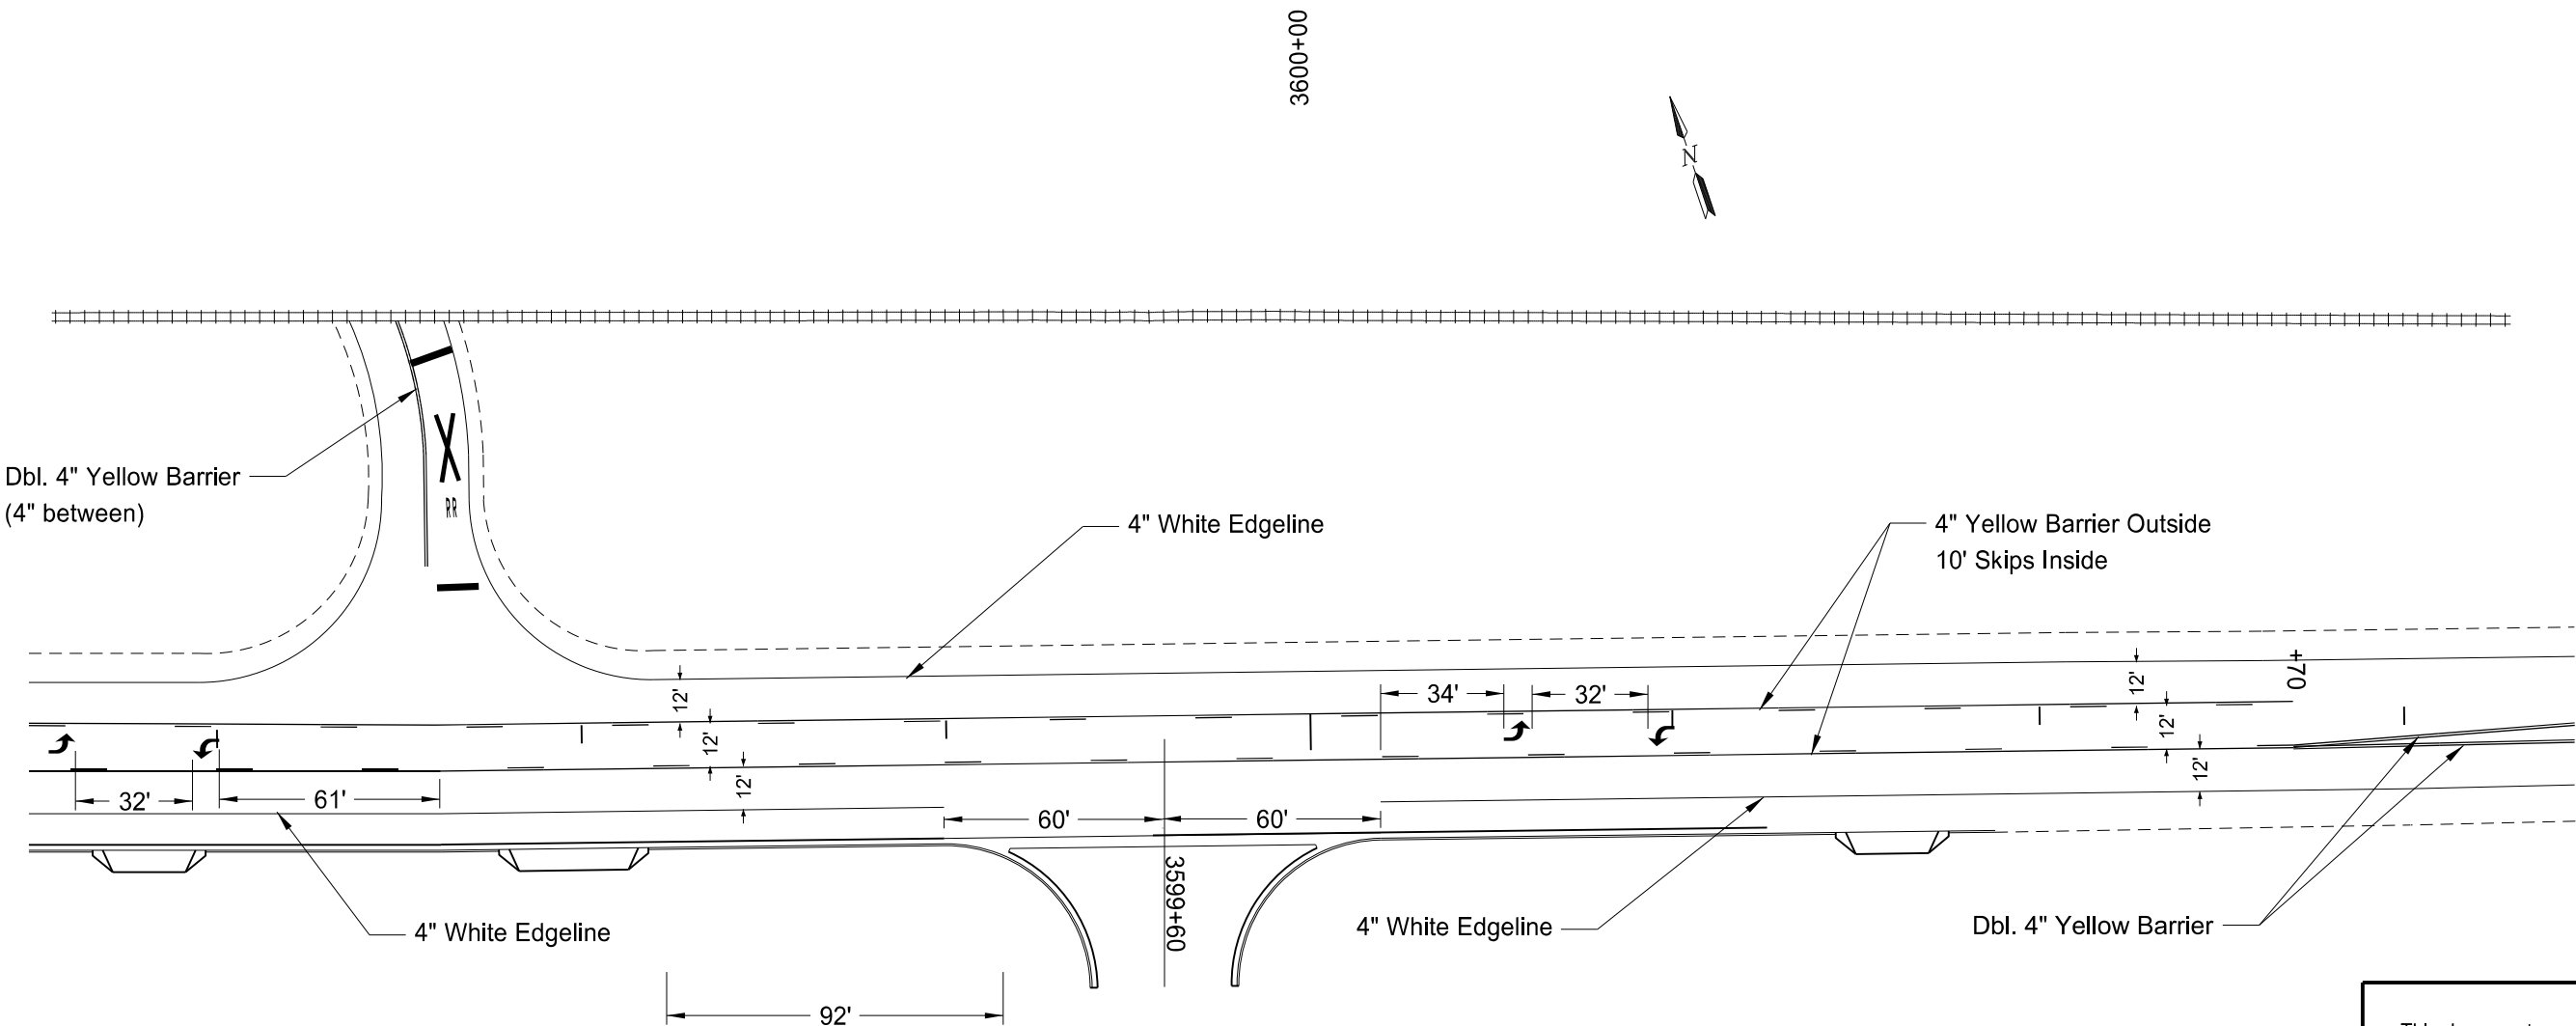 3600+00
N
Dbl. 4" Yellow Barrier
(4" between)
RR
4" White Edgeline
4" Yellow Barrier Outside
10' Skips Inside
+70
12'
12'
12'
34'
32'
12'
12'
12'
32'
61'
60'
60'
3599+60
4" White Edgeline
4" White Edgeline
Dbl. 4" Yellow Barrier
92'